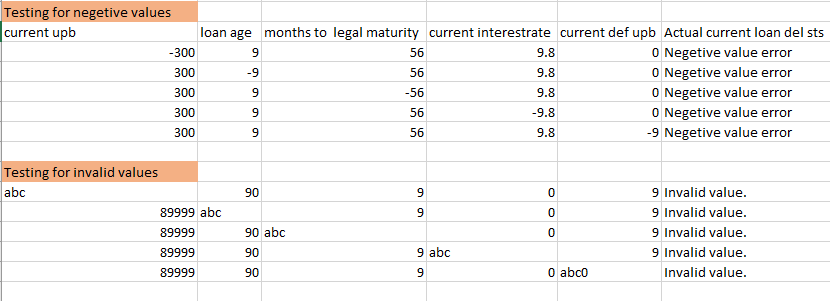 Testing for negetive values
current upb loan age months to legal maturity current interestrate current def upb Actual current loan del sts
-300 9 56 9.8 0 Negetive value error
300 -9 56 9.8 0 Negetive value error
300 9 -56 9.8 0 Negetive value error
300 9 56 -9.8 0 Negetive value error
300 9 56 9.8 -9 Negetive value error
Testing for invalid values
abc 90 9 0 9 Invalid value.
89999 abc 9 0 9 Invalid value.
89999 90 abc 0 9 Invalid value.
89999 90 9 abc 9 Invalid value.
89999 90 9 0 abc0 Invalid value.